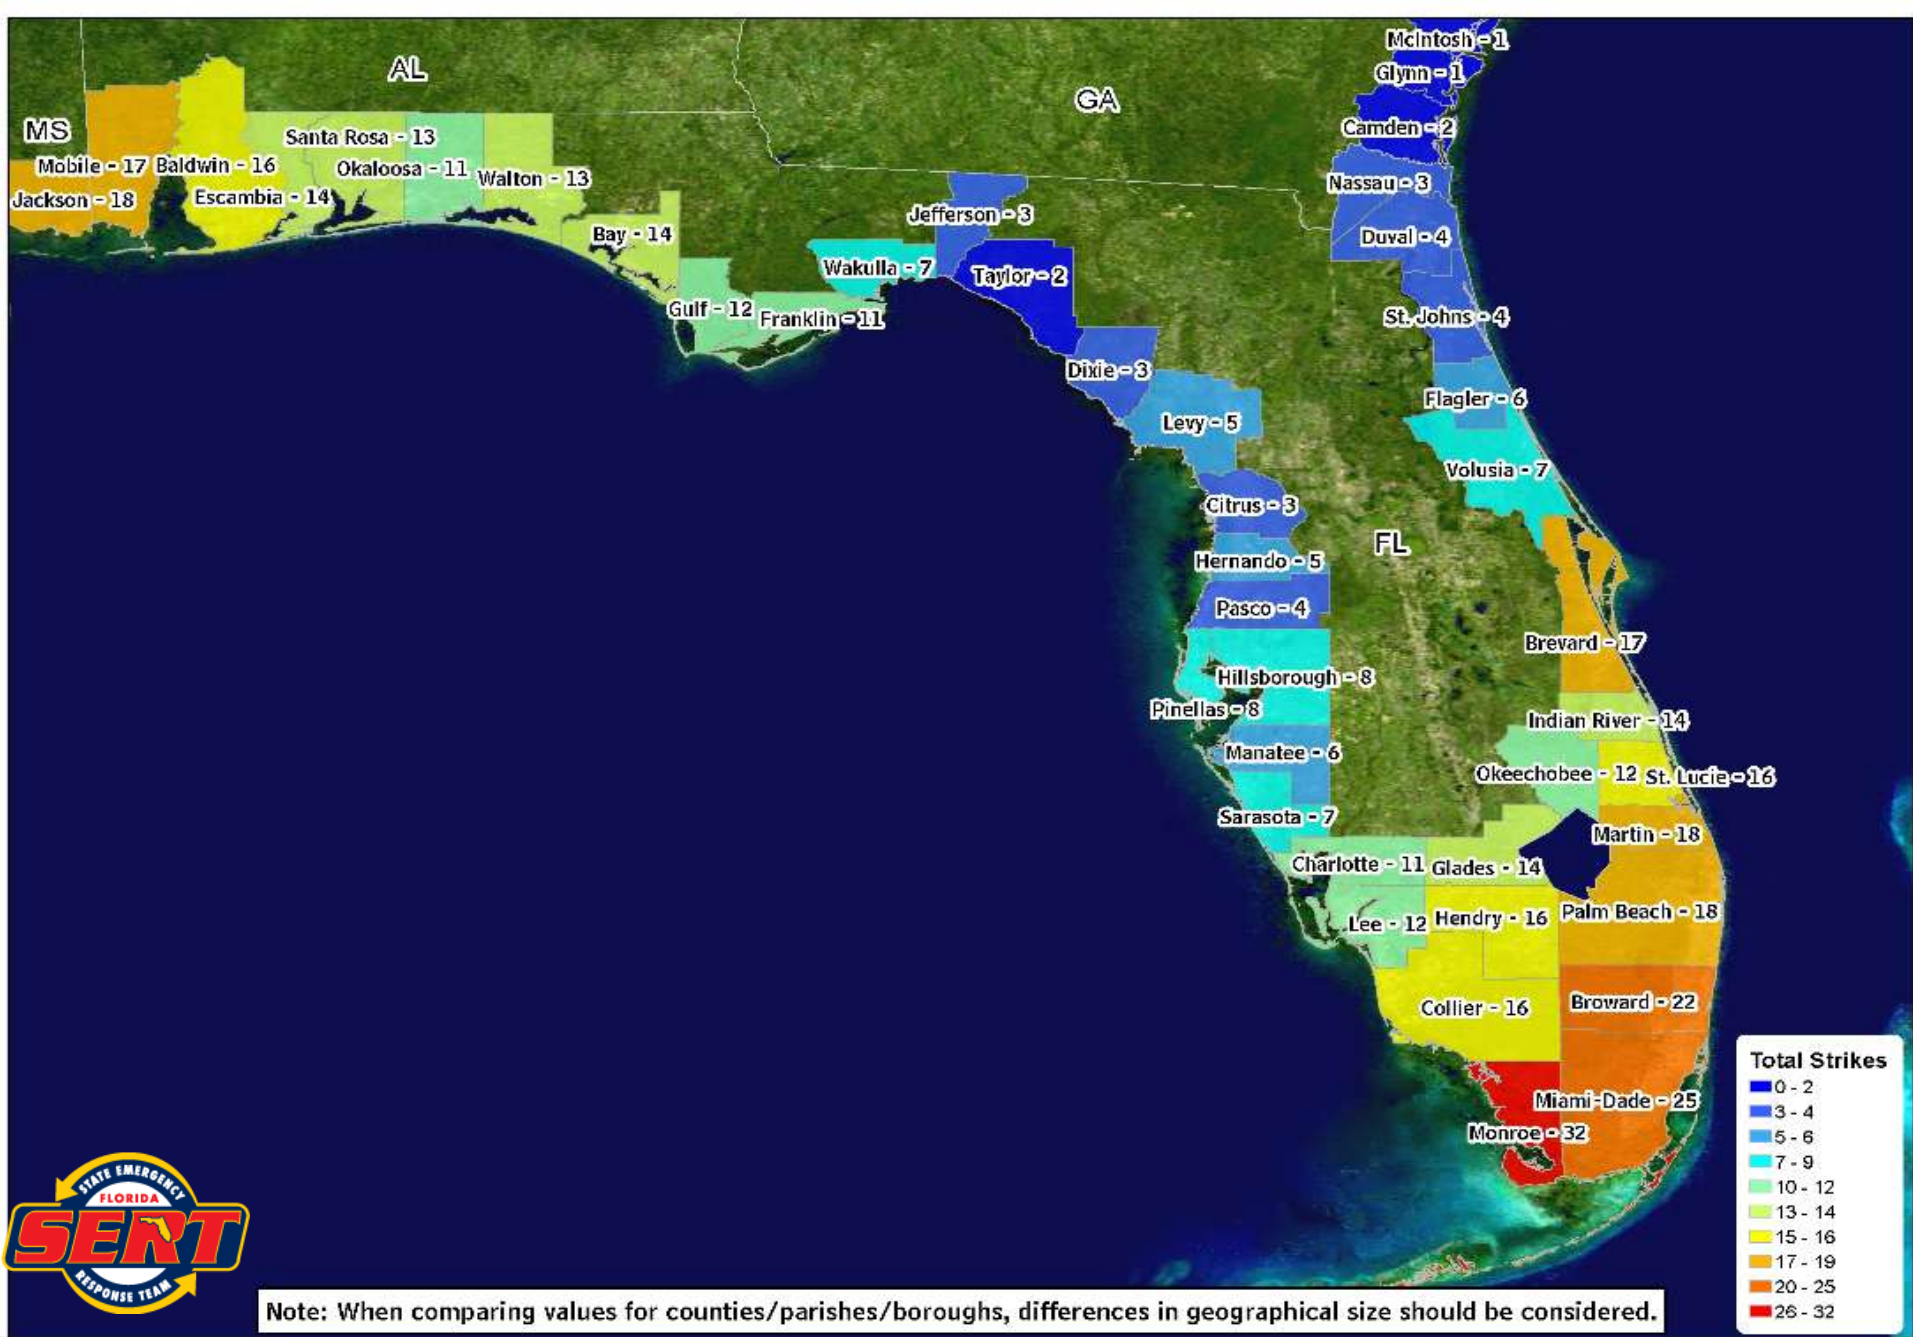 McIntosh - 1
Glynn - 1
AL
GA
MS
Camden - 2
Santa Rosa - 13
Mobile - 17
Baldwin - 16
Okaloosa - 11
Walton - 13
Nassau - 3
Jackson - 18
Escambia - 14
Jefferson - 3
Bay - 14
Duval - 4
Wakulla - 7
Taylor - 2
Gulf - 12
Franklin - 11
St. Johns - 4
Dixie - 3
Flagler - 6
Levy - 5
Volusia - 7
Citrus - 3
FL
Hernando - 5
Pasco - 4
Brevard - 17
Hillsborough - 8
Pinellas - 8
Indian River - 14
Manatee - 6
Okeechobee - 12
St. Lucie - 16
Sarasota - 7
Martin - 18
Charlotte - 11
Glades - 14
Palm Beach - 18
Lee - 12
Hendry - 16
Collier - 16
Broward - 22
Miami-Dade - 25
Monroe - 32
Total Strikes
0 - 2
3 - 4
5 - 6
7 - 9
10 - 12
13 - 14
15 - 16
17 - 19
20 - 25
26 - 32
STATE EMERGENCY
FLORIDA
SERT
RESPONSE TEAM
Note: When comparing values for counties/parishes/boroughs, differences in geographical size should be considered.